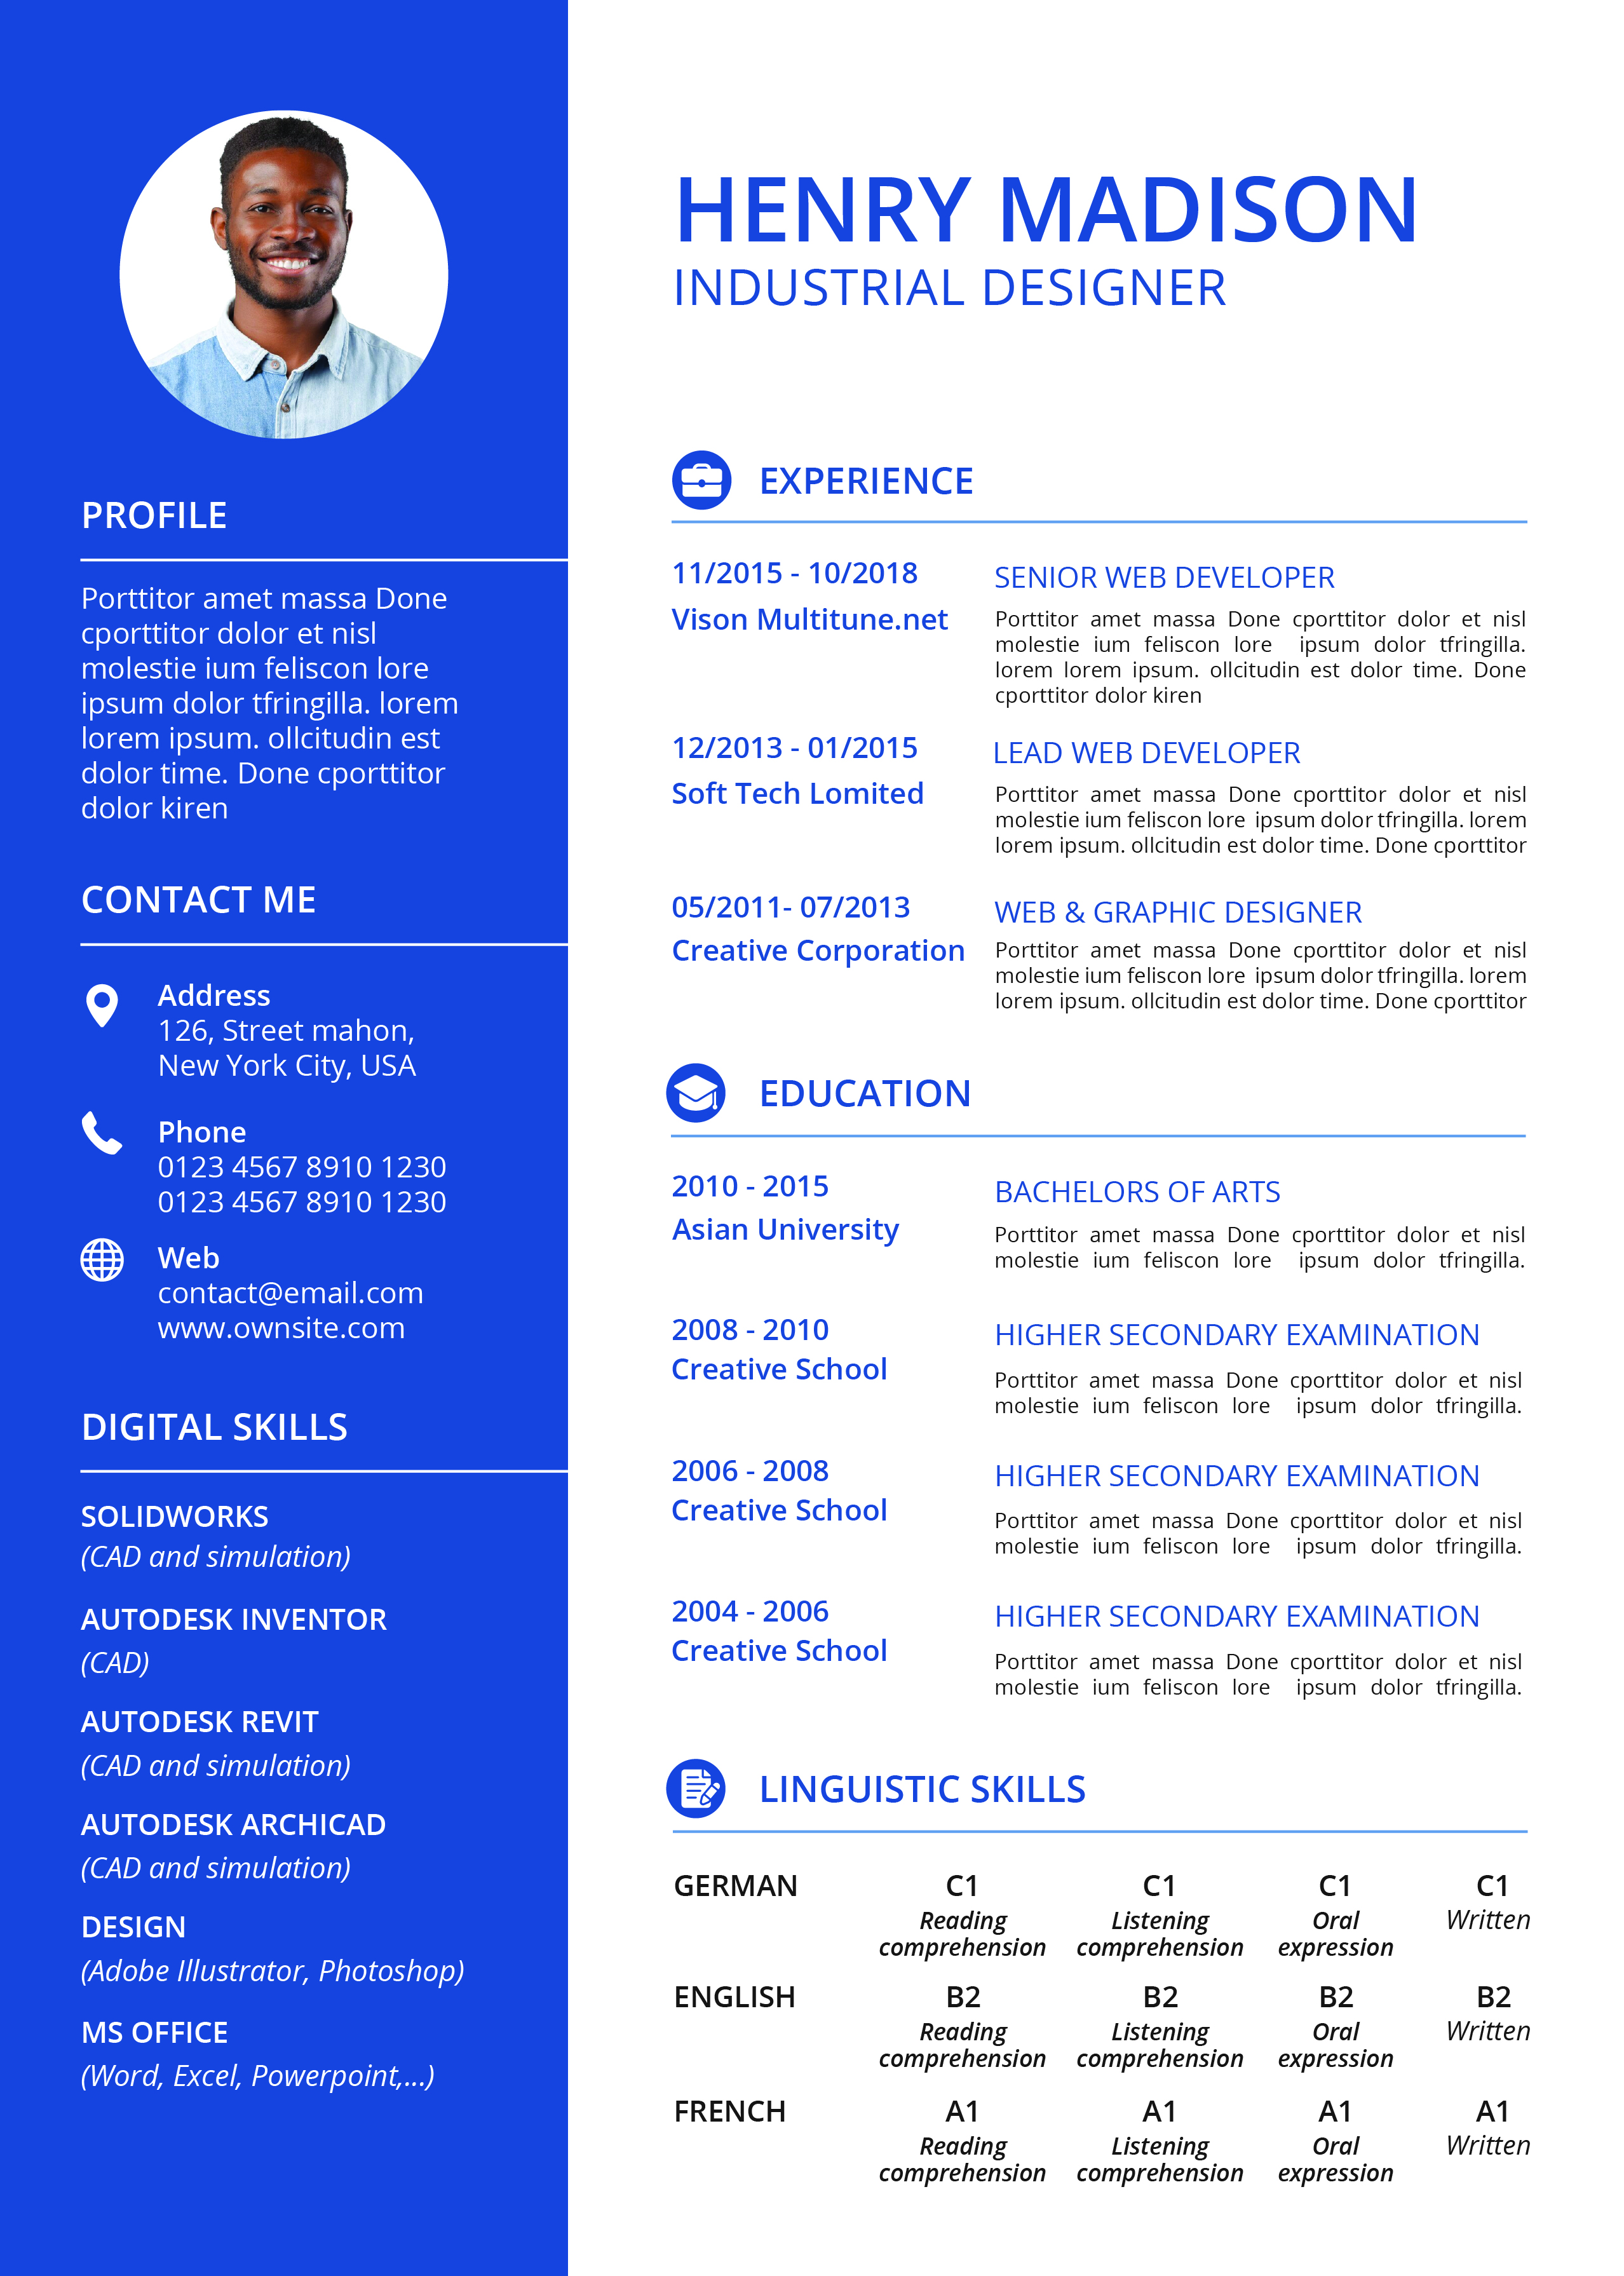 HENRY MADISON
INDUSTRIAL DESIGNER
PROFILE
Porttitor amet massa Done
cporttitor dolor et nisl
molestie ium feliscon lore
ipsum dolor tfringilla. lorem
lorem ipsum. ollcitudin est
dolor time. Done cporttitor
dolor kiren
CONTACT ME
Address
126, Street mahon,
New York City, USA
Phone
0123 4567 8910 1230
0123 4567 8910 1230
Web
contact@email.com
www.ownsite.com
DIGITAL SKILLS
SOLIDWORKS
(CAD and simulation)
AUTODESK INVENTOR
(CAD)
AUTODESK REVIT
(CAD and simulation)
AUTODESK ARCHICAD
(CAD and simulation)
DESIGN
(Adobe Illustrator, Photoshop)
MS OFFICE
(Word, Excel, Powerpoint,...)
EXPERIENCE
11/2015 - 10/2018
Vison Multitune.net
SENIOR WEB DEVELOPER
Porttitor amet massa Done cporttitor dolor et nisl
molestie ium feliscon lore ipsum dolor tfringilla.
lorem lorem ipsum. ollcitudin est dolor time. Done
cporttitor dolor kiren
12/2013 - 01/2015
Soft Tech Lomited
LEAD WEB DEVELOPER
Porttitor amet massa Done cporttitor dolor et nisl
molestie ium feliscon lore ipsum dolor tfringilla. lorem
lorem ipsum. ollcitudin est dolor time. Done cporttitor
05/2011- 07/2013
Creative Corporation
WEB & GRAPHIC DESIGNER
Porttitor amet massa Done cporttitor dolor et nisl
molestie ium feliscon lore ipsum dolor tfringilla. lorem
lorem ipsum. ollcitudin est dolor time. Done cporttitor
EDUCATION
2010 - 2015
Asian University
BACHELORS OF ARTS
Porttitor amet massa Done cporttitor dolor et nisl
molestie ium feliscon lore ipsum dolor tfringilla.
2008 - 2010
Creative School
HIGHER SECONDARY EXAMINATION
Porttitor amet massa Done cporttitor dolor et nisl
molestie ium feliscon lore ipsum dolor tfringilla.
2006 - 2008
Creative School
HIGHER SECONDARY EXAMINATION
Porttitor amet massa Done cporttitor dolor et nisl
molestie ium feliscon lore ipsum dolor tfringilla.
2004 - 2006
Creative School
HIGHER SECONDARY EXAMINATION
Porttitor amet massa Done cporttitor dolor et nisl
molestie ium feliscon lore ipsum dolor tfringilla.
LINGUISTIC SKILLS
GERMAN C1 C1 C1 C1
Reading Listening Oral Written
comprehension comprehension expression
ENGLISH B2 B2 B2 B2
Reading Listening Oral Written
comprehension comprehension expression
FRENCH A1 A1 A1 A1
Reading Listening Oral Written
comprehension comprehension expression